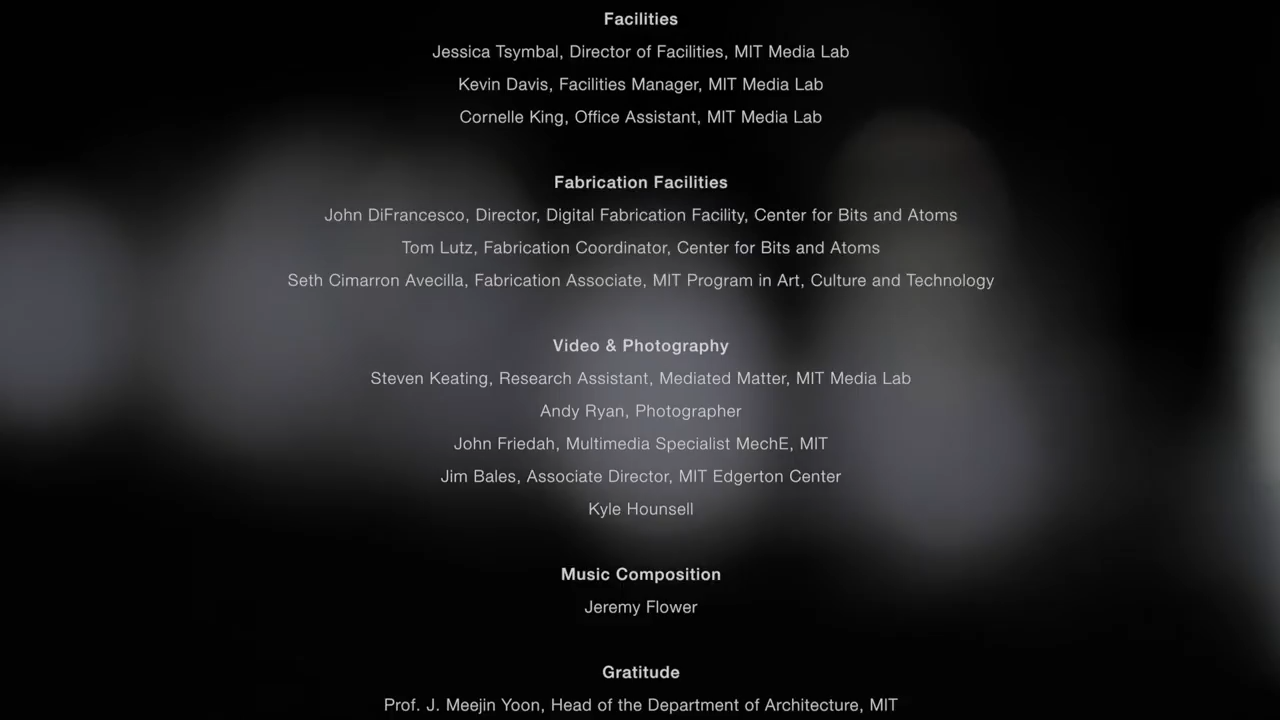 Facilities
Jessica Tsymbal, Director of Facilities, MIT Media Lab
Kevin Davis, Facilities Manager, MIT Media Lab
Cornelle King, Office Assistant, MIT Media Lab
Fabrication Facilities
John DiFrancesco, Director, Digital Fabrication Facility, Center for Bits and Atoms
Tom Lutz, Fabrication Coordinator, Center for Bits and Atoms
Seth Cimarron Avecilla, Fabrication Associate, MIT Program in Art, Culture and Technology
Video & Photography
Steven Keating, Research Assistant, Mediated Matter, MIT Media Lab
Andy Ryan, Photographer
John Friedah, Multimedia Specialist MechE, MIT
Jim Bales, Associate Director, MIT Edgerton Center
Kyle Hounsell
Music Composition
Jeremy Flower
Gratitude
Prof. J. Meejin Yoon, Head of the Department of Architecture, MIT